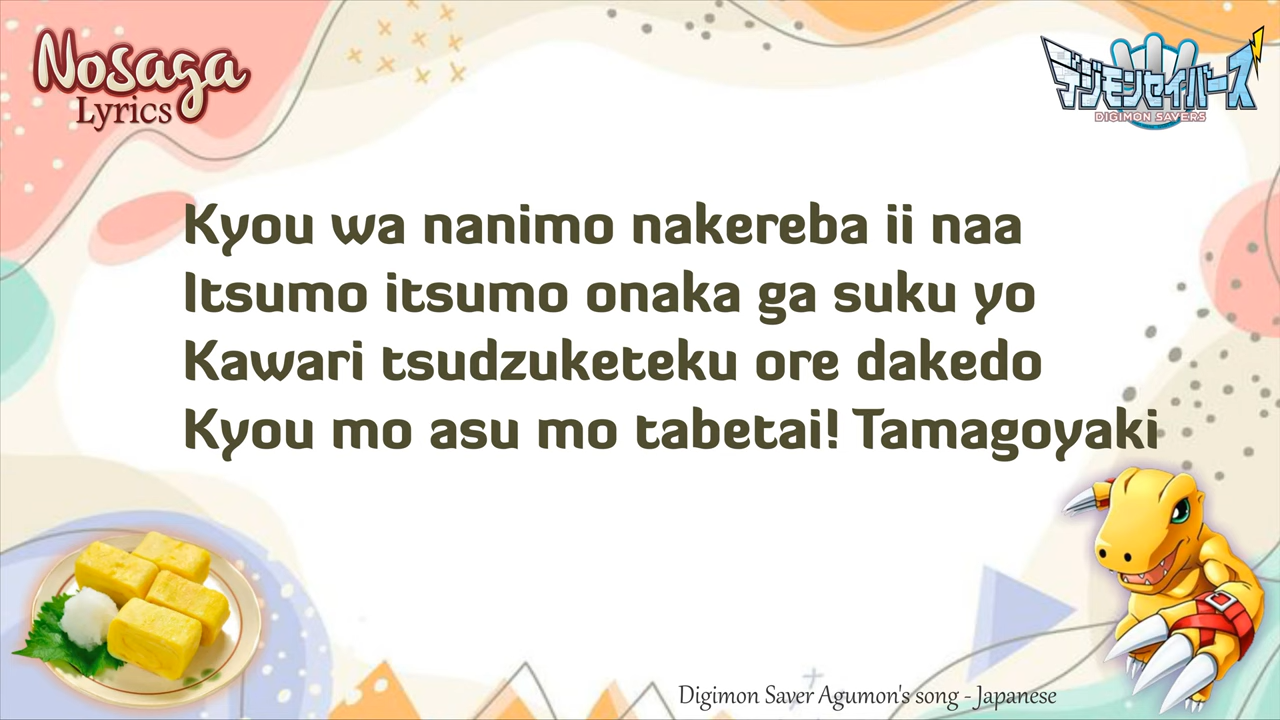 Nosaga
Lyrics
デジモンセイバーズ
DIGIMON SAVERS
Kyou wa nanimo nakereba ii naa
Itsumo itsumo onaka ga suku yo
Kawari tsudzuketeku ore dakedo
Kyou mo asu mo tabetai! Tamagoyaki
Digimon Saver Agumon's song - Japanese